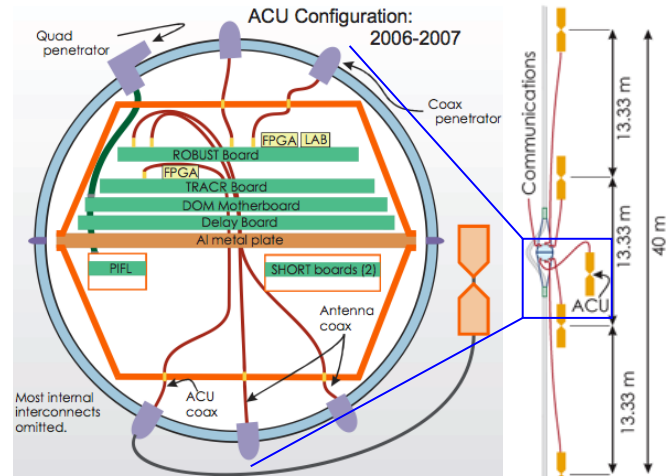 ACU Configuration:
2006-2007
Quad
penetrator
Coax
penetrator
FPGA
LAB
ROBUST Board
FPGA
TRACR Board
DOM Motherboard
Delay Board
Al metal plate
PIFL
SHORT boards (2)
Antenna
coax
ACU
coax
Most internal
interconnects
omitted.
Communications
13.33 m
13.33 m
40 m
ACU
13.33 m